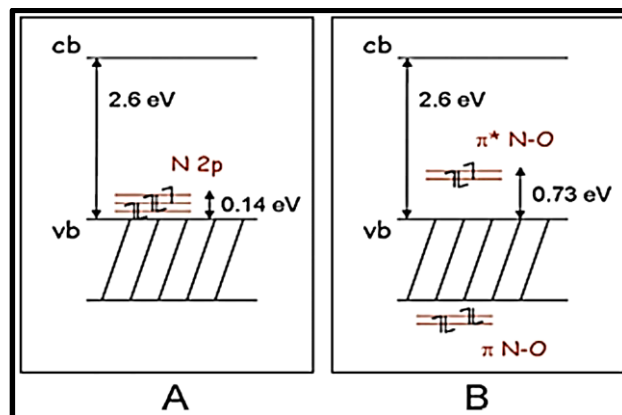 cb
2.6 eV
N 2p
0.14 eV
vb
A
cb
2.6 eV
π* N-O
0.73 eV
vb
π N-O
B